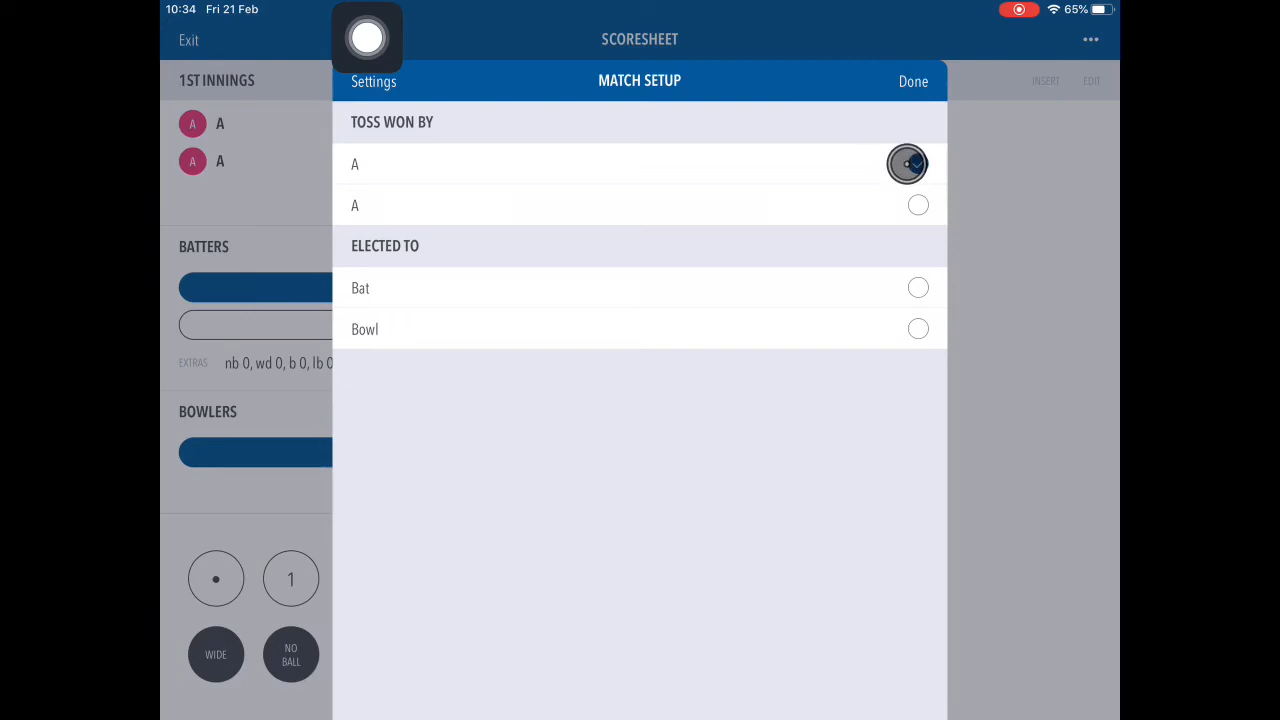 10:34 Fri 21 Feb
65%
Exit
SCORESHEET
•••
1ST INNINGS
INSERT
EDIT
A A
A A
BATTERS
EXTRAS nb 0, wd 0, b 0, lb 0
BOWLERS
•
1
WIDE
NO
BALL
Settings
MATCH SETUP
Done
TOSS WON BY
A
A
ELECTED TO
Bat
Bowl